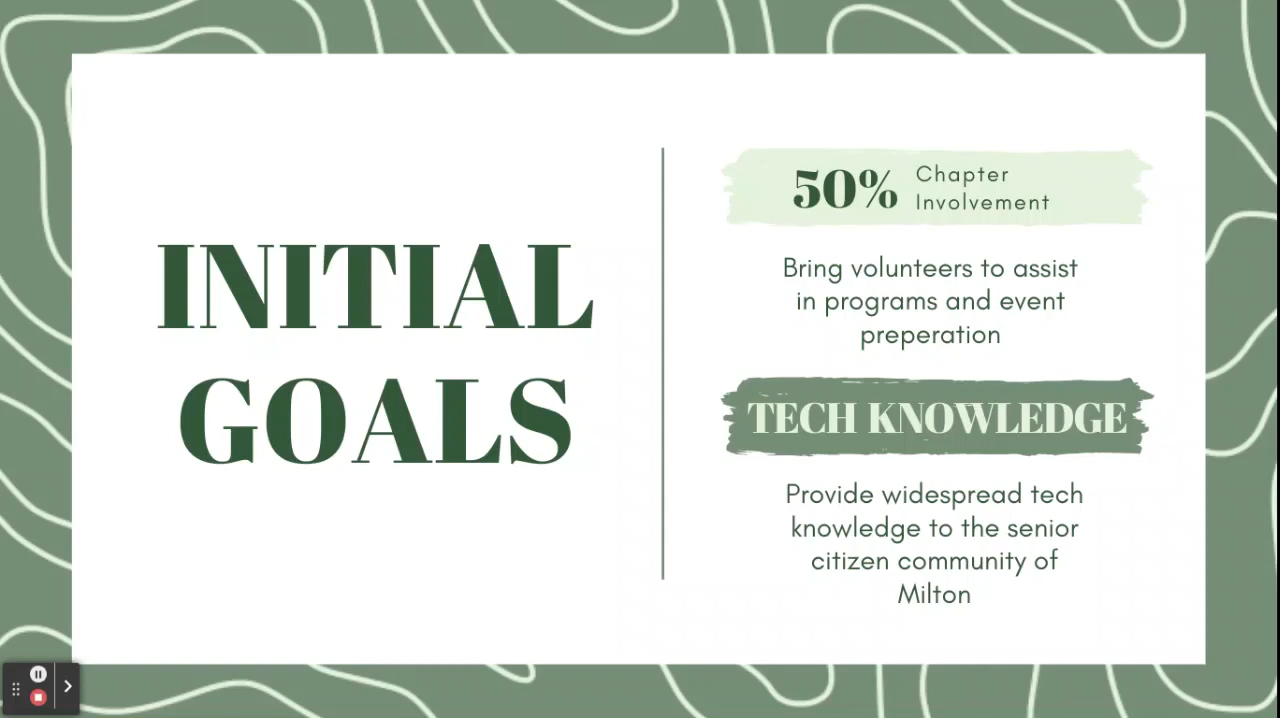 INITIAL
GOALS
50% Chapter
Involvement
Bring volunteers to assist
in programs and event
preperation
TECH KNOWLEDGE
Provide widespread tech
knowledge to the senior
citizen community of
Milton